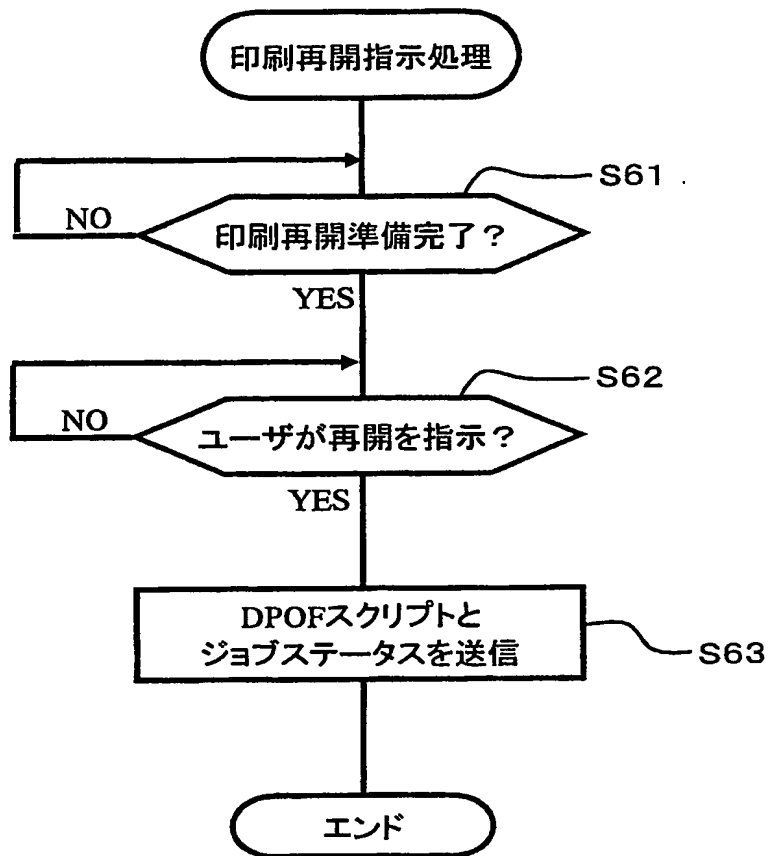 印刷再開指示処理
S61
NO
印刷再開準備完了？
YES
S62
NO
ユーザが再開を指示？
YES
DPOFスクリプトと
ジョブステータスを送信
S63
エンド